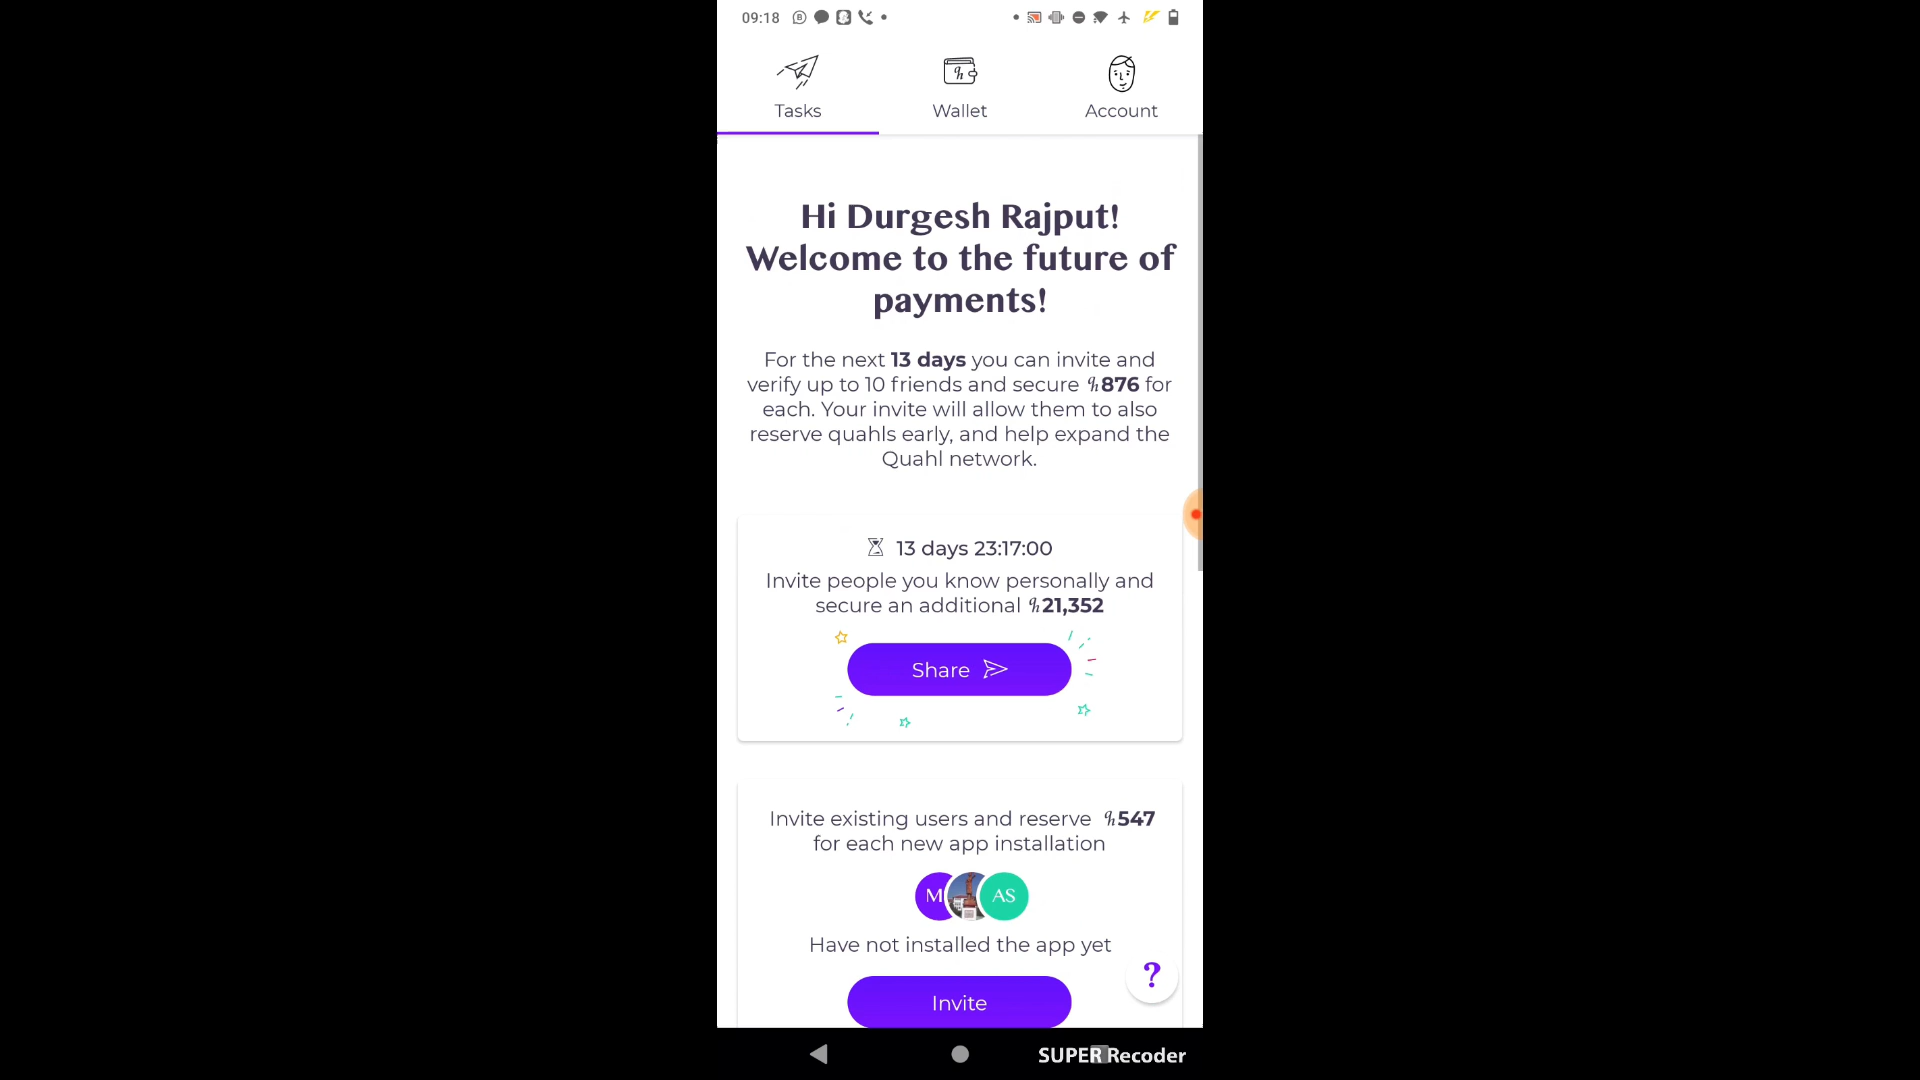 09:18
Tasks
Wallet
Account
Hi Durgesh Rajput!
Welcome to the future of
payments!
For the next 13 days you can invite and
verify up to 10 friends and secure 876 for
each. Your invite will allow them to also
reserve quahls early, and help expand the
Quahl network.
13 days 23:17:00
Invite people you know personally and
secure an additional 21,352
Share
Invite existing users and reserve 547
for each new app installation
M
AS
Have not installed the app yet
?
Invite
SUPER Recoder